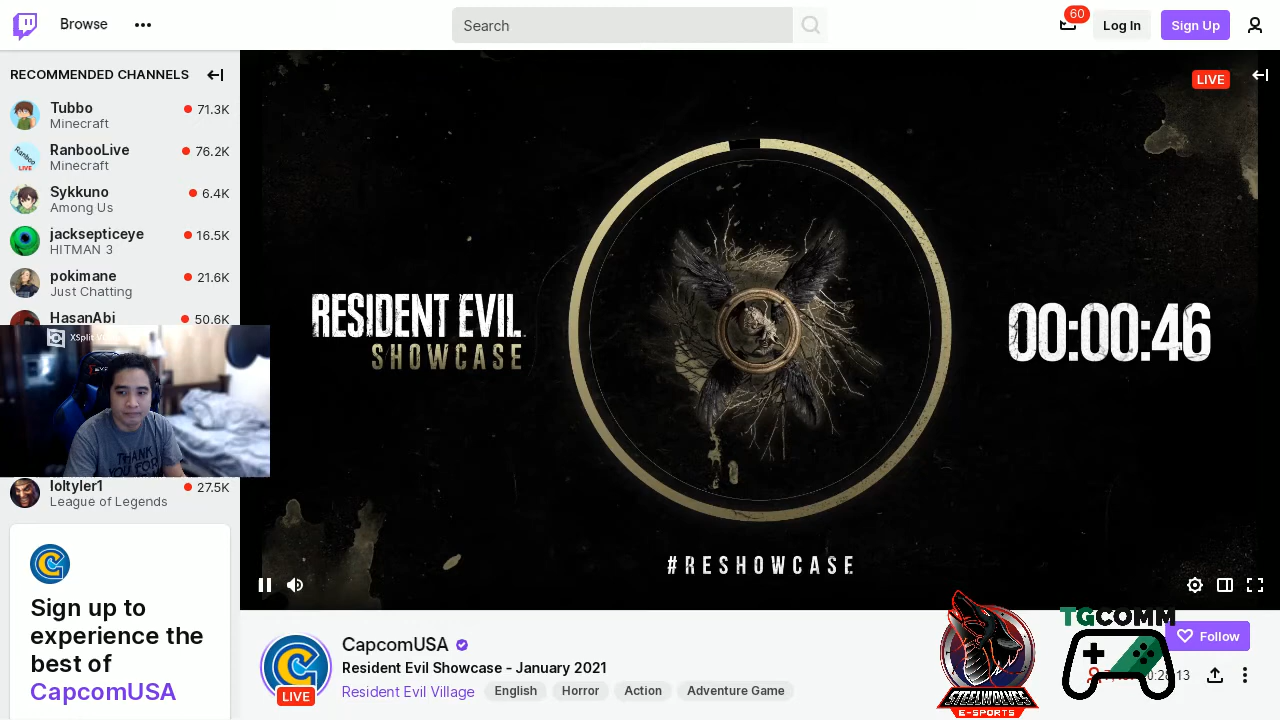 Browse
Search
60
Log In
Sign Up
RECOMMENDED CHANNELS
Tubbo
71.3K
Minecraft
RanbooLive
76.2K
Minecraft
Sykkuno
6.4K
Among Us
jacksepticeye
16.5K
HITMAN 3
pokimane
21.6K
Just Chatting
HasanAbi
50.6K
XSplit
THANK
YOU FOR
loltyler1
27.5K
League of Legends
Sign up to
experience the
best of
CapcomUSA
LIVE
RESIDENT EVIL
SHOWCASE
00:00:46
#RESHOWCASE
CapcomUSA
Resident Evil Showcase - January 2021
Resident Evil Village
English
Horror
Action
Adventure Game
LIVE
STEELWOLVES
E-SPORTS
TGCOMM
Follow